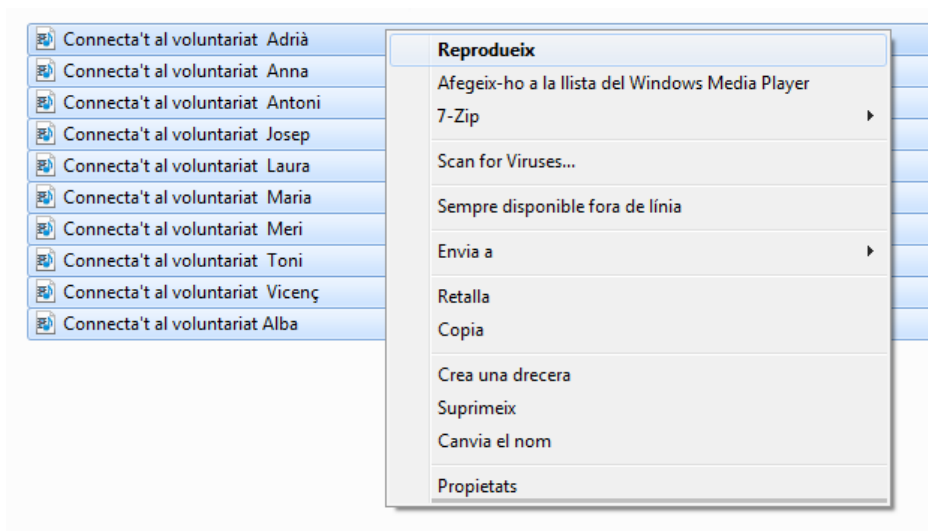 Connecta't al voluntariat  Adrià
Connecta't al voluntariat  Anna
Connecta't al voluntariat  Antoni
Connecta't al voluntariat  Josep
Connecta't al voluntariat  Laura
Connecta't al voluntariat  Maria
Connecta't al voluntariat  Meri
Connecta't al voluntariat  Toni
Connecta't al voluntariat  Vicenç
Connecta't al voluntariat Alba
Reprodueix
Afegeix-ho a la llista del Windows Media Player
7-Zip
Scan for Viruses...
Sempre disponible fora de línia
Envia a
Retalla
Copia
Crea una drecera
Suprimeix
Canvia el nom
Propietats